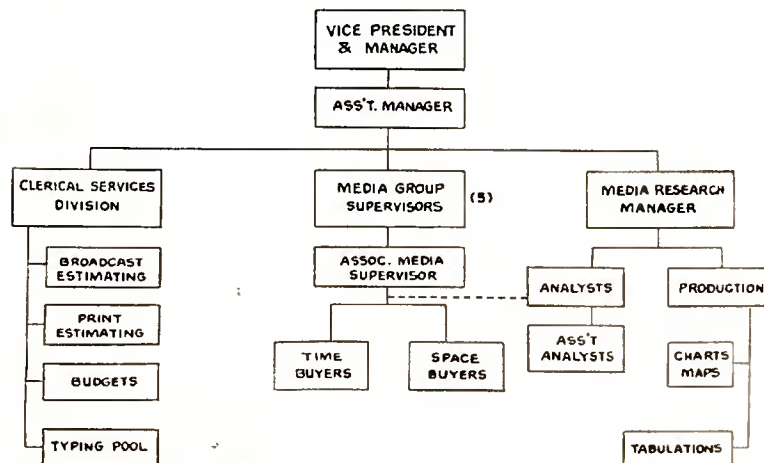 VICE PRESIDENT
& MANAGER
ASS'T. MANAGER
CLERICAL SERVICES
DIVISION
MEDIA GROUP
SUPERVISORS
(5)
MEDIA RESEARCH
MANAGER
BROADCAST
ESTIMATING
ASSOC. MEDIA
SUPERVISOR
ANALYSTS
PRODUCTION
PRINT
ESTIMATING
TIME
BUYERS
SPACE
BUYERS
ASS'T
ANALYSTS
CHARTS
MAPS
BUDGETS
TYPING POOL
TABULATIONS